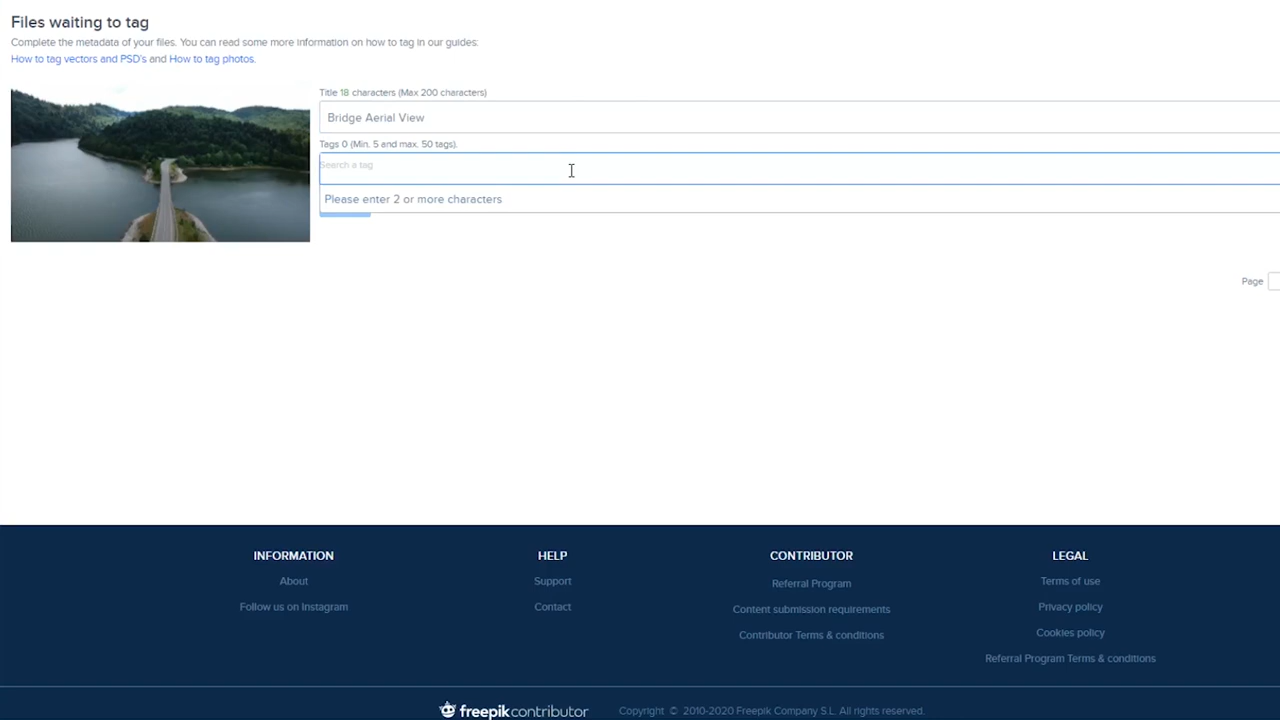 Files waiting to tag
Complete the metadata of your files. You can read some more information on how to tag in our guides:
How to tag vectors and PSD's and How to tag photos.
Title 18 characters (Max 200 characters)
Bridge Aerial View
Tags 0 (Min. 5 and max. 50 tags).
Search a tag
Please enter 2 or more characters
Page
INFORMATION
About
Follow us on Instagram
HELP
Support
Contact
CONTRIBUTOR
Referral Program
Content submission requirements
Contributor Terms & conditions
LEGAL
Terms of use
Privacy policy
Cookies policy
Referral Program Terms & conditions
freepikcontributor
Copyright © 2010-2020 Freepik Company S.L. All rights reserved.